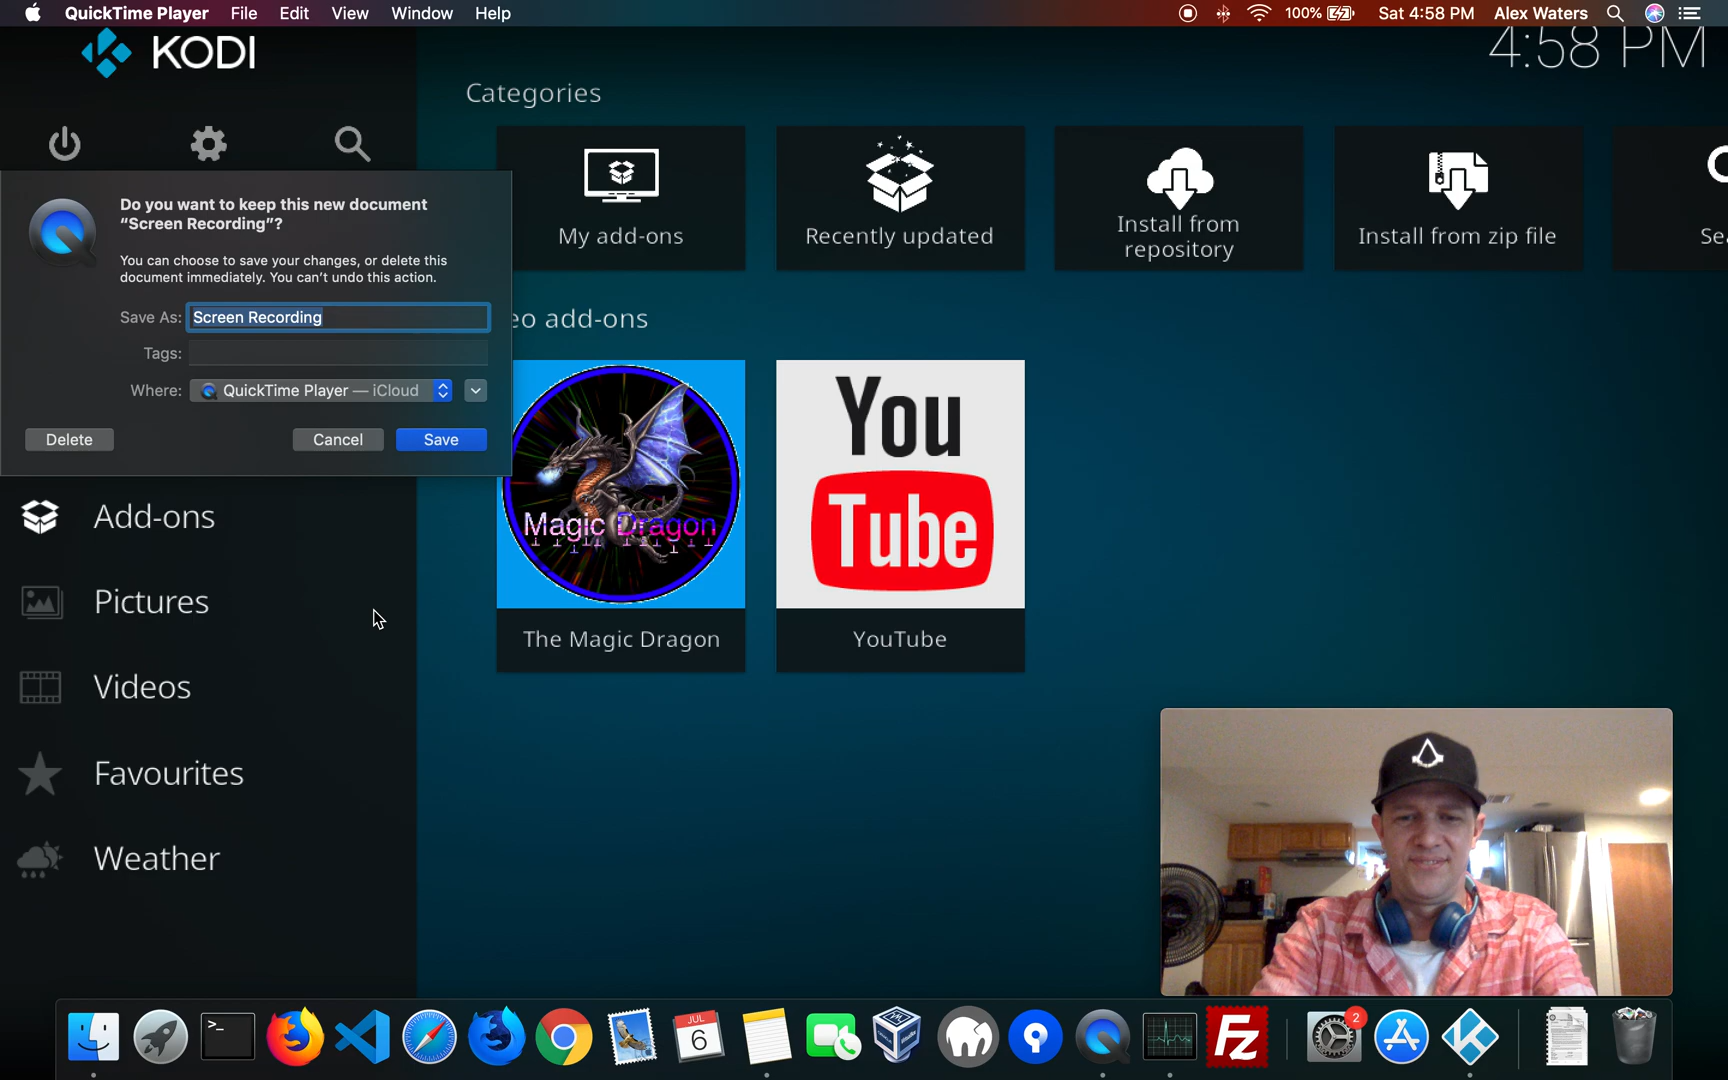 QuickTime Player File Edit View Window Help 100% Sat 4:58 PM Alex Waters
KODI
4:58 PM
Categories
My add-ons
Recently updated
Install from
repository
Install from zip file
Do you want to keep this new document
“Screen Recording”?
You can choose to save your changes, or delete this
document immediately. You can’t undo this action.
Save As: Screen Recording
Tags:
Where: QuickTime Player — iCloud
Delete Cancel Save
eo add-ons
Magic Dragon
You
Tube
The Magic Dragon
YouTube
Add-ons
Pictures
Videos
Favourites
Weather
JUL
6
FZ
2